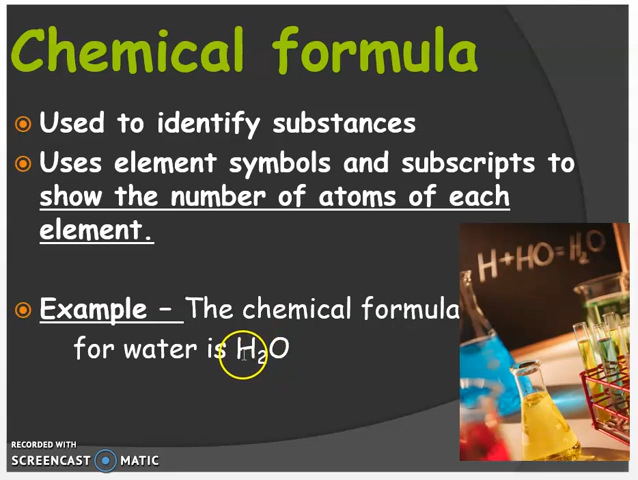 Chemical formula
Used to identify substances
Uses element symbols and subscripts to
show the number of atoms of each
element.
Example – The chemical formula
for water is H₂O
H+HO=H₂O
RECORDED WITH
SCREENCAST MATIC